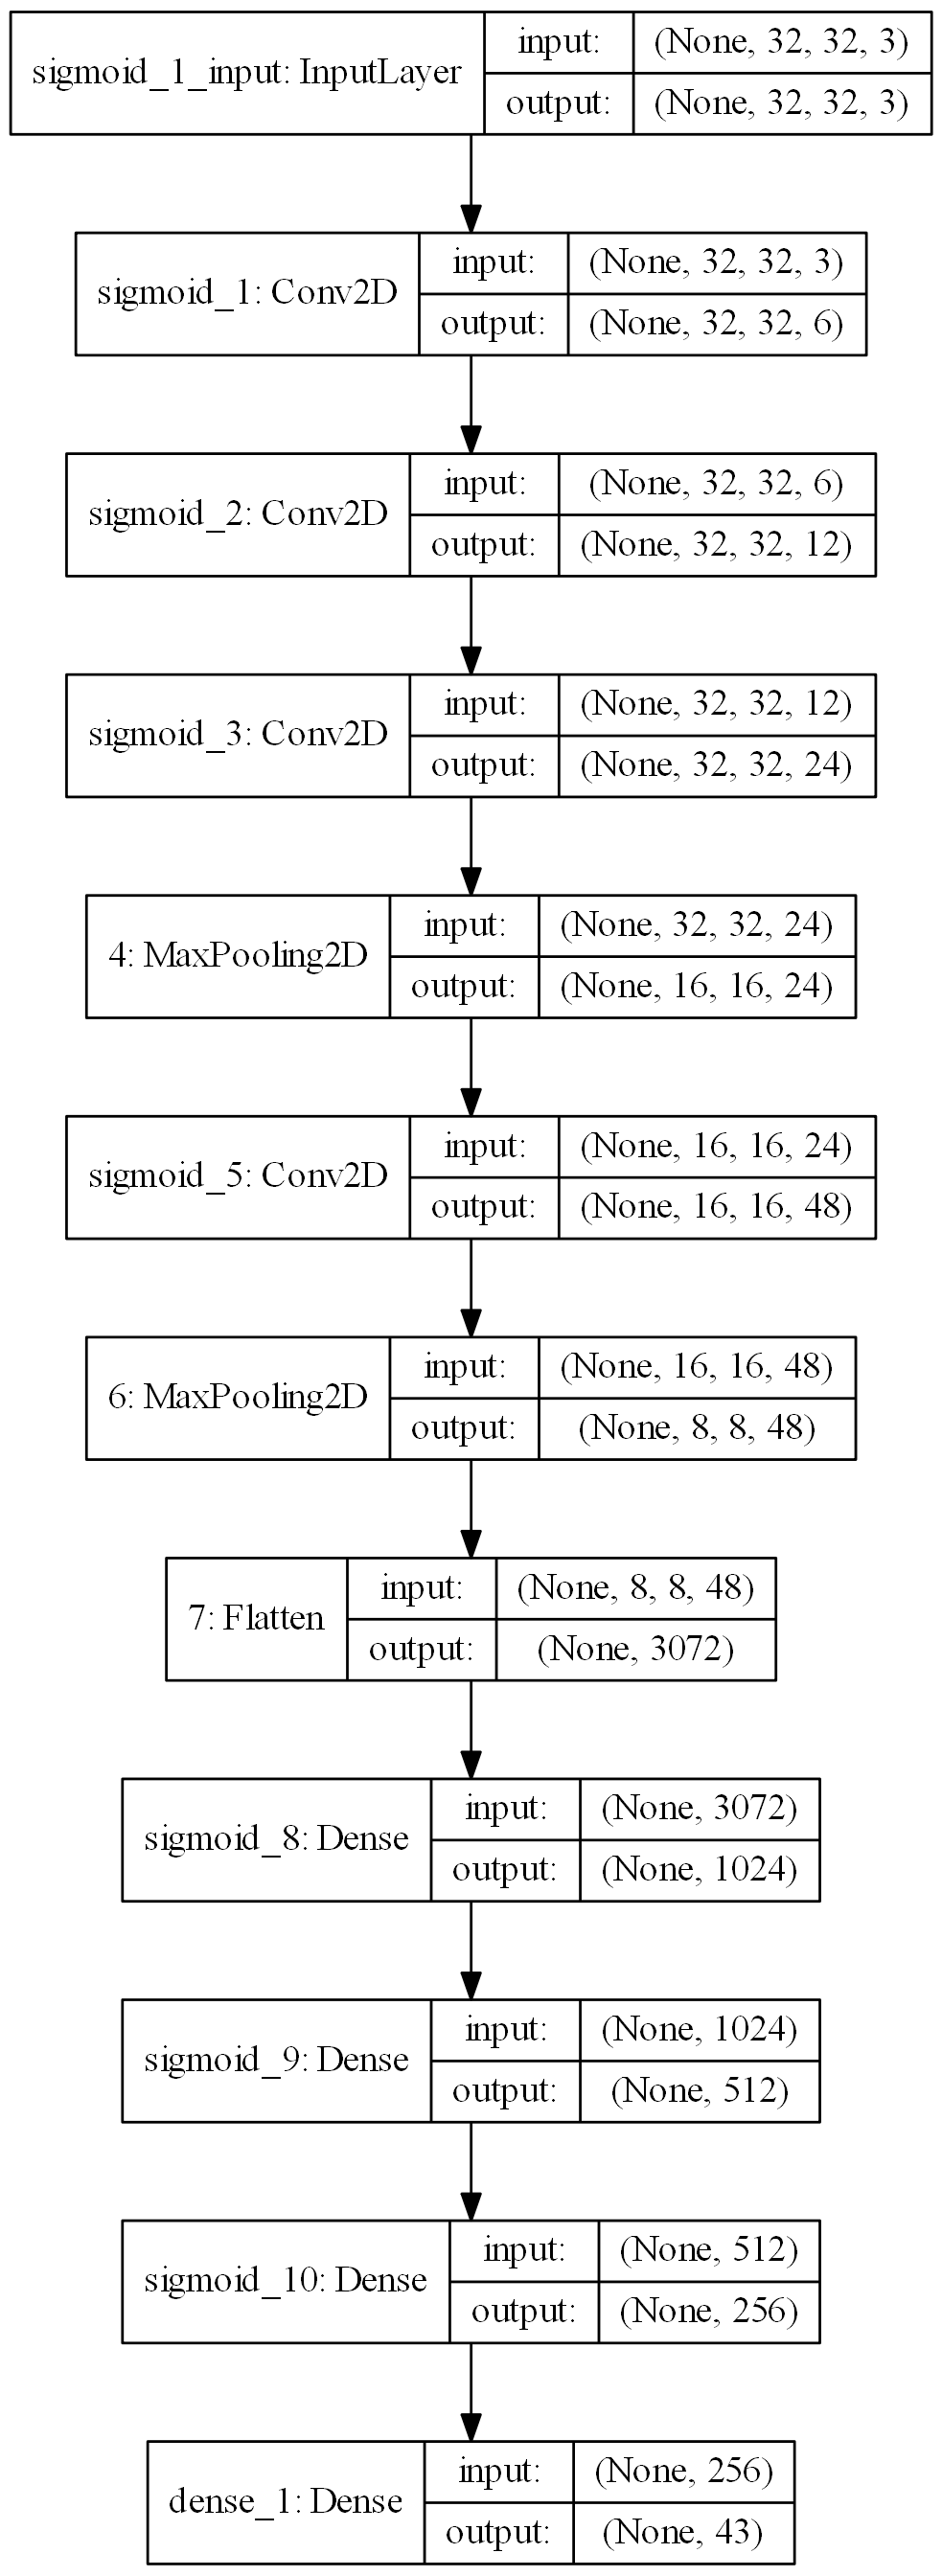 sigmoid_1_input: InputLayer
input: (None, 32, 32, 3)
output: (None, 32, 32, 3)
sigmoid_1: Conv2D
input: (None, 32, 32, 3)
output: (None, 32, 32, 6)
sigmoid_2: Conv2D
input: (None, 32, 32, 6)
output: (None, 32, 32, 12)
sigmoid_3: Conv2D
input: (None, 32, 32, 12)
output: (None, 32, 32, 24)
4: MaxPooling2D
input: (None, 32, 32, 24)
output: (None, 16, 16, 24)
sigmoid_5: Conv2D
input: (None, 16, 16, 24)
output: (None, 16, 16, 48)
6: MaxPooling2D
input: (None, 16, 16, 48)
output: (None, 8, 8, 48)
7: Flatten
input: (None, 8, 8, 48)
output: (None, 3072)
sigmoid_8: Dense
input: (None, 3072)
output: (None, 1024)
sigmoid_9: Dense
input: (None, 1024)
output: (None, 512)
sigmoid_10: Dense
input: (None, 512)
output: (None, 256)
dense_1: Dense
input: (None, 256)
output: (None, 43)